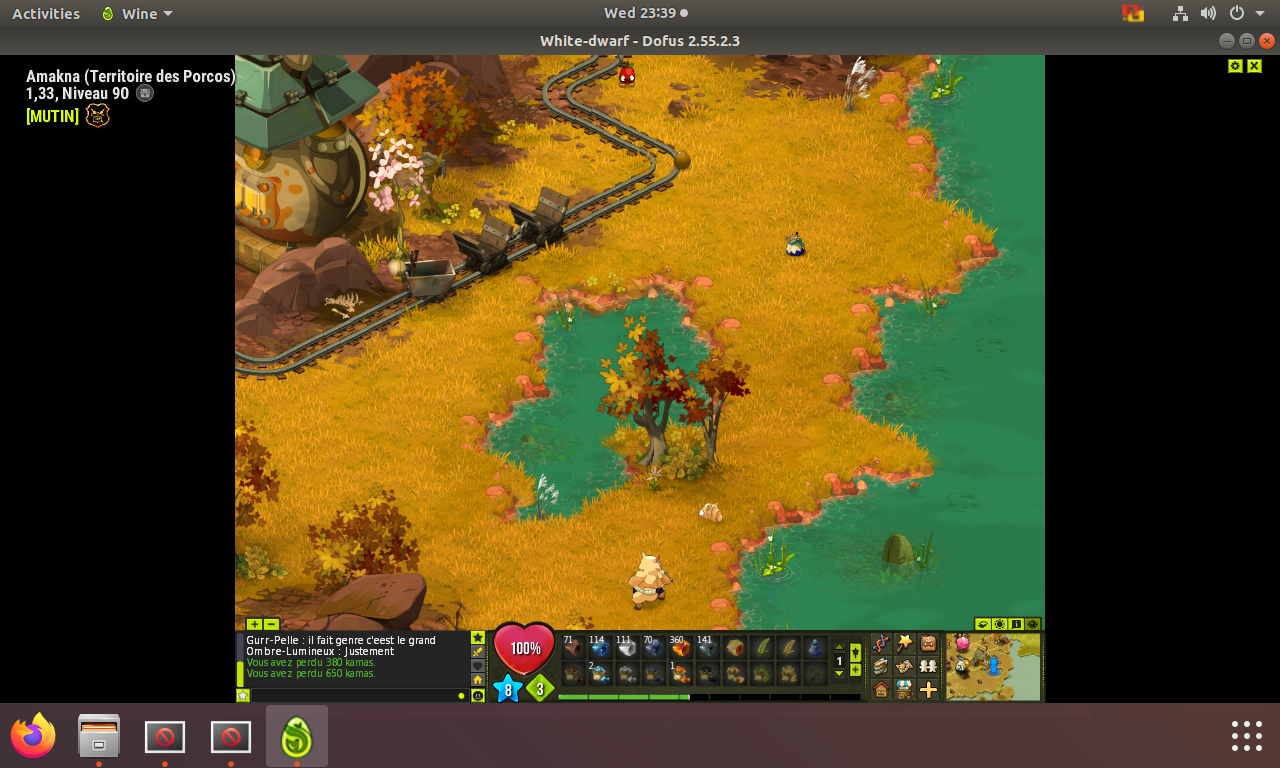 Activities
Wine
Wed 23:39
White-dwarf - Dofus 2.55.2.3
Amakna (Territoire des Porcos)
1,33, Niveau 90
[MUTIN]
Gurr-Pelle : il fait genre c'eest le grand
Ombre-Lumineux : Justement
Vous avez perdu 380 kamas.
Vous avez perdu 650 kamas.
100%
8
3
71 114 111 70 360 141
2 1
1